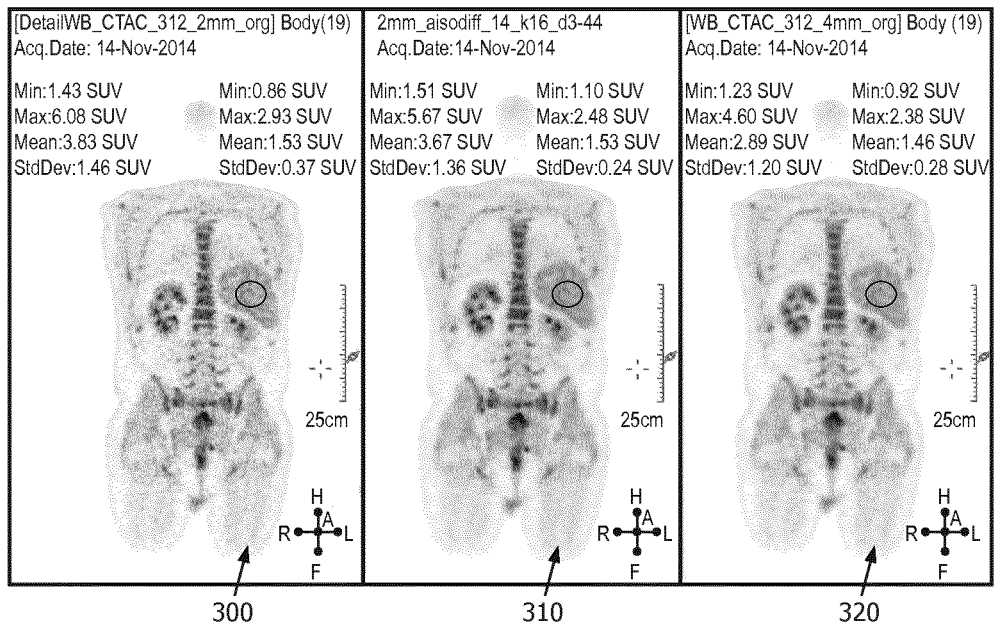 [DetailWB_CTAC_312_2mm_org] Body(19)
Acq.Date: 14-Nov-2014
Min:1.43 SUV
Max:6.08 SUV
Mean:3.83 SUV
StdDev:1.46 SUV
Min:0.86 SUV
Max:2.93 SUV
Mean:1.53 SUV
StdDev:0.37 SUV
25cm
H
A
R
L
F
300
2mm_aisodiff_14_k16_d3-44
Acq.Date:14-Nov-2014
Min:1.51 SUV
Max:5.67 SUV
Mean:3.67 SUV
StdDev:1.36 SUV
Min:1.10 SUV
Max:2.48 SUV
Mean:1.53 SUV
StdDev:0.24 SUV
25cm
H
A
R
L
F
310
[WB_CTAC_312_4mm_org] Body(19)
Acq.Date: 14-Nov-2014
Min:1.23 SUV
Max:4.60 SUV
Mean:2.89 SUV
StdDev:1.20 SUV
Min:0.92 SUV
Max:2.38 SUV
Mean:1.46 SUV
StdDev:0.28 SUV
25cm
H
A
R
L
F
320